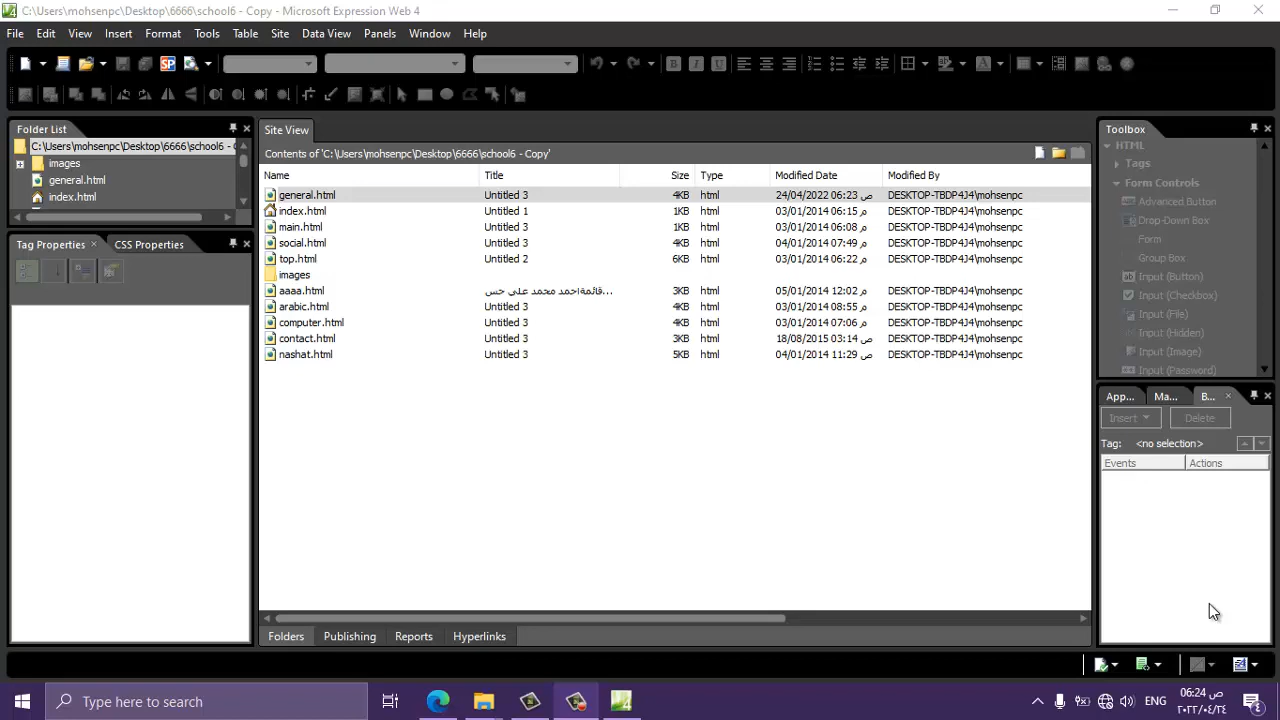 C:\Users\mohsenpc\Desktop\6666\school6 - Copy - Microsoft Expression Web 4
File Edit View Insert Format Tools Table Site Data View Panels Window Help
Folder List
C:\Users\mohsenpc\Desktop\6666\school6 - C
images
general.html
index.html
Tag Properties CSS Properties
Site View
Contents of 'C:\Users\mohsenpc\Desktop\6666\school6 - Copy'
Name Title Size Type Modified Date Modified By
general.html Untitled 3 4KB html 24/04/2022 06:23 ص DESKTOP-TBDP4J4\mohsenpc
index.html Untitled 1 1KB html 03/01/2014 06:15 م DESKTOP-TBDP4J4\mohsenpc
main.html Untitled 3 1KB html 03/01/2014 06:08 م DESKTOP-TBDP4J4\mohsenpc
social.html Untitled 3 4KB html 04/01/2014 07:49 م DESKTOP-TBDP4J4\mohsenpc
top.html Untitled 2 6KB html 03/01/2014 06:22 م DESKTOP-TBDP4J4\mohsenpc
images
aaaa.html قائمةاحمد محمد علي حس... 3KB html 05/01/2014 12:02 م DESKTOP-TBDP4J4\mohsenpc
arabic.html Untitled 3 4KB html 03/01/2014 08:55 م DESKTOP-TBDP4J4\mohsenpc
computer.html Untitled 3 4KB html 03/01/2014 07:06 م DESKTOP-TBDP4J4\mohsenpc
contact.html Untitled 3 3KB html 18/08/2015 03:14 ص DESKTOP-TBDP4J4\mohsenpc
nashat.html Untitled 3 5KB html 04/01/2014 11:29 ص DESKTOP-TBDP4J4\mohsenpc
Folders Publishing Reports Hyperlinks
Toolbox
HTML
Tags
Form Controls
Advanced Button
Drop-Down Box
Form
Group Box
Input (Button)
Input (Checkbox)
Input (File)
Input (Hidden)
Input (Image)
Input (Password)
App... Ma... B...
Insert Delete
Tag: <no selection>
Events Actions
Type here to search
ENG
06:24 ص
٢٠٢٢/٠٤/٢٤